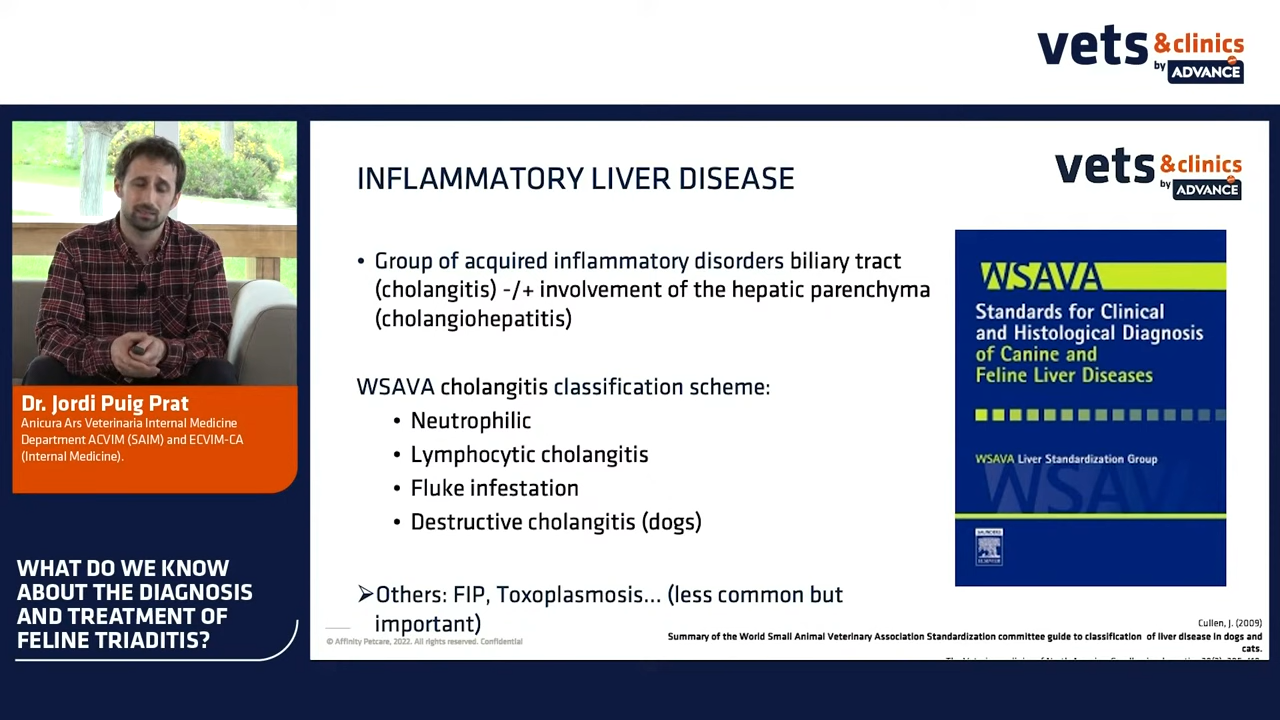 vets &clinics
by ADVANCE
vets &clinics
by ADVANCE
INFLAMMATORY LIVER DISEASE
• Group of acquired inflammatory disorders biliary tract
(cholangitis) -/+ involvement of the hepatic parenchyma
(cholangiohepatitis)
WSAVA cholangitis classification scheme:
• Neutrophilic
• Lymphocytic cholangitis
• Fluke infestation
• Destructive cholangitis (dogs)
➢Others: FIP, Toxoplasmosis... (less common but
important)
© Affinity Petcare, 2022. All rights reserved. Confidential
WSAVA
Standards for Clinical
and Histological Diagnosis
of Canine and
Feline Liver Diseases
WSAVA Liver Standardization Group
WSAV
Cullen, J. (2009)
Summary of the World Small Animal Veterinary Association Standardization committee guide to classification of liver disease in dogs and
cats.
Dr. Jordi Puig Prat
Anicura Ars Veterinaria Internal Medicine
Department ACVIM (SAIM) and ECVIM-CA
(Internal Medicine).
WHAT DO WE KNOW
ABOUT THE DIAGNOSIS
AND TREATMENT OF
FELINE TRIADITIS?